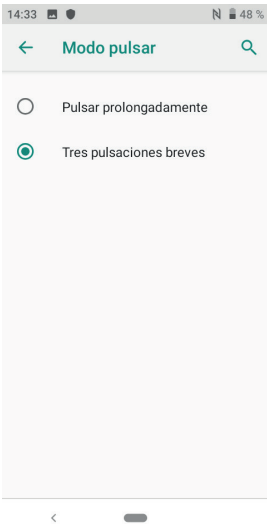 14:33 48 %
Modo pulsar
Pulsar prolongadamente
Tres pulsaciones breves